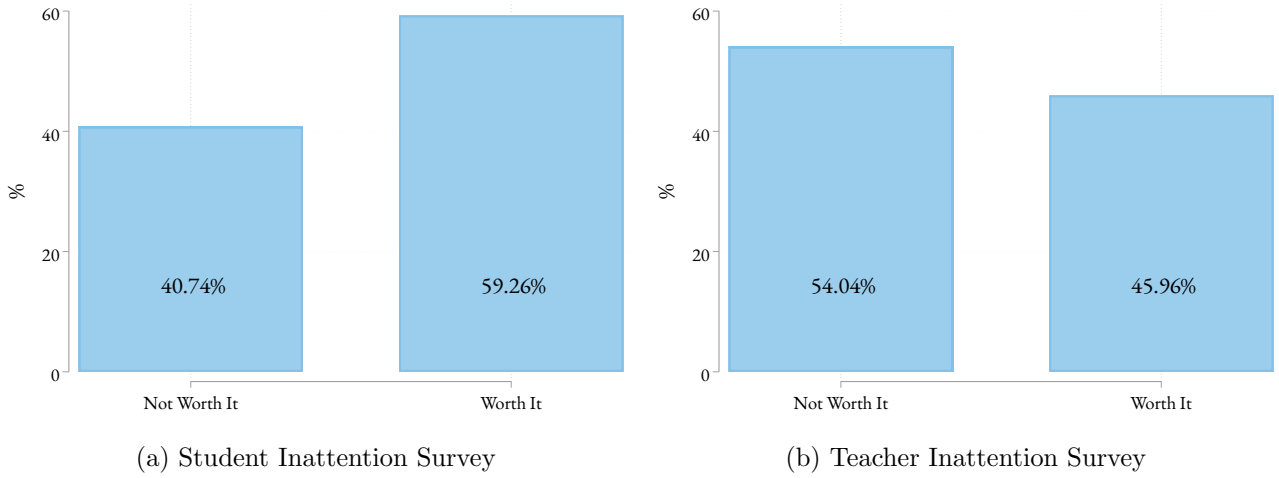 60
40
20
0
%
40.74%
59.26%
Not Worth It
Worth It
(a) Student Inattention Survey
60
40
20
0
%
54.04%
45.96%
Not Worth It
Worth It
(b) Teacher Inattention Survey